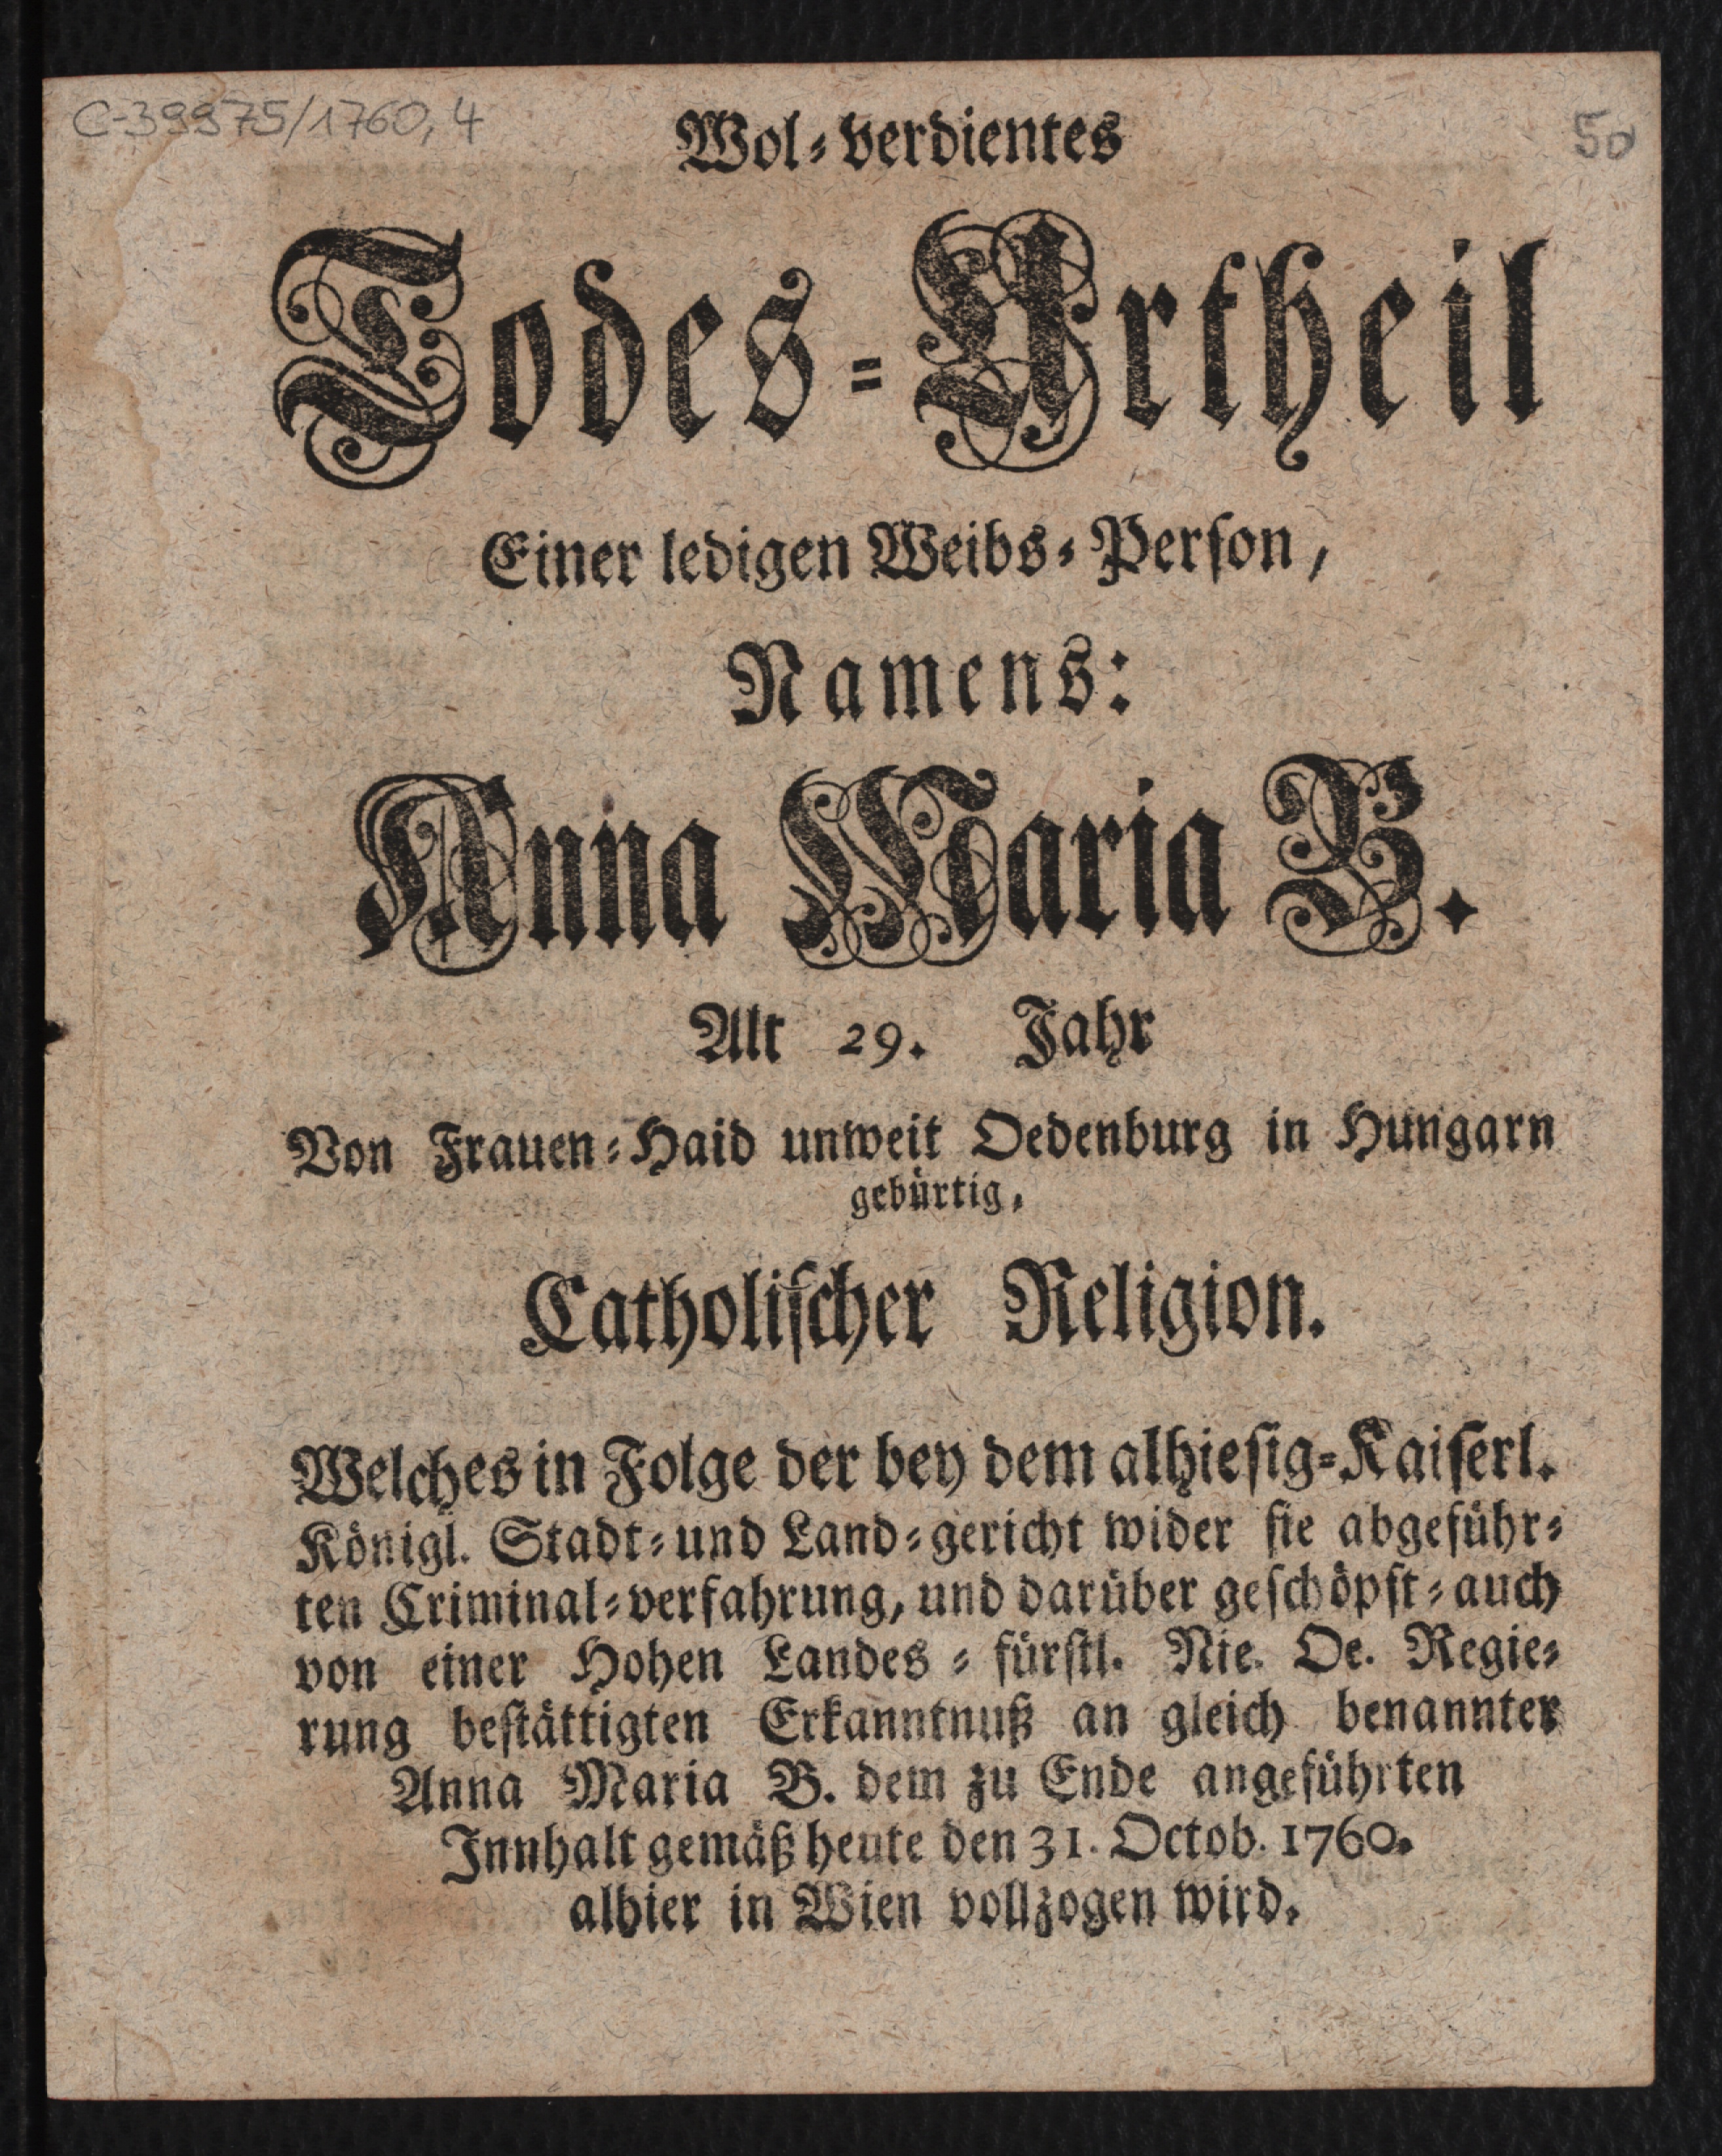 C-39975/1760, 4
50
Wol-verdientes
Todes-Urtheil
Einer ledigen Weibs-Person,
Namens:
Anna Maria B.
Alt 29. Jahr
Von Frauen-Haid unweit Oedenburg in Hungarn
gebürtig,
Catholischer Religion.
Welches in Folge der bey dem alhiesig-Kaiserl.
Königl. Stadt-und Land-gericht wider sie abgeführ-
ten Criminal-verfahrung, und darüber geschöpft-auch
von einer Hohen Landes-fürstl. Nie. Oe. Regie-
rung bestättigten Erkanntnuß an gleich benannter
Anna Maria B. dem zu Ende angeführten
Innhalt gemäß heute den 31. Octob. 1760.
alhier in Wien vollzogen wird.